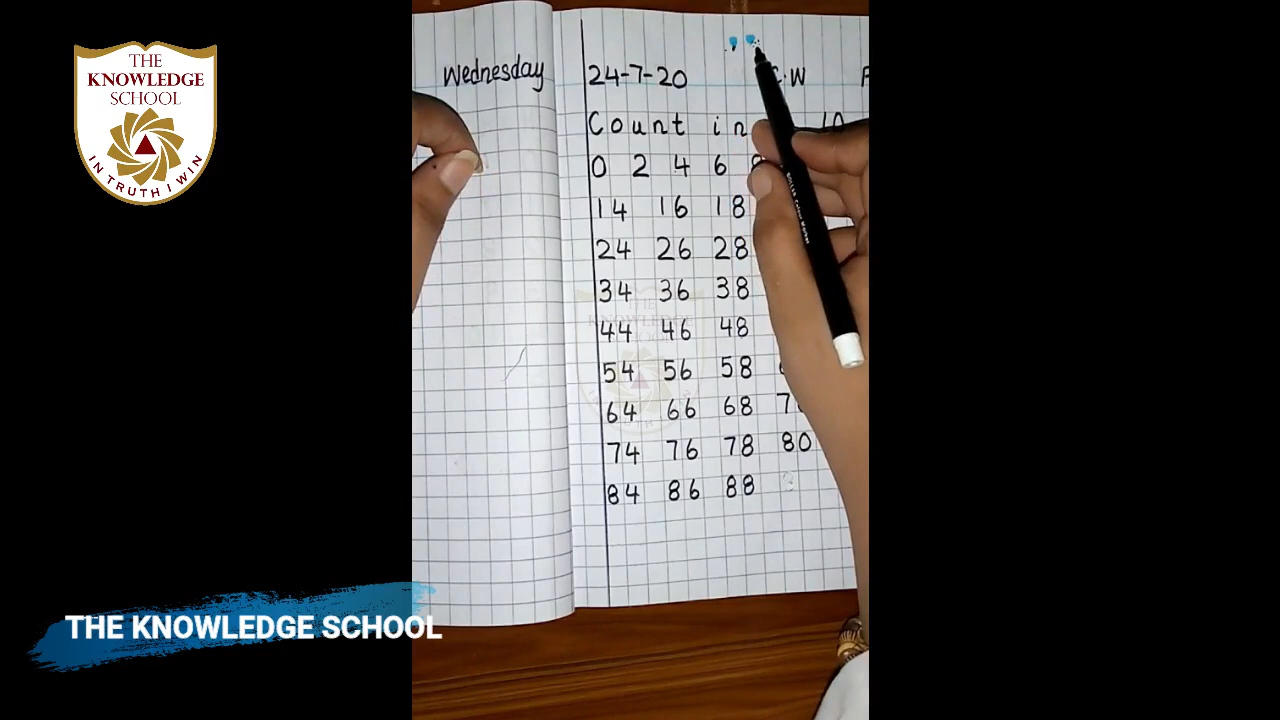 THE
KNOWLEDGE
SCHOOL
IN TRUTH I WIN
Wednesday
24-7-20 C.W
Count in
0 2 4 6 8
14 16 18
24 26 28
34 36 38
44 46 48
54 56 58
64 66 68
74 76 78 80
84 86 88
THE KNOWLEDGE SCHOOL